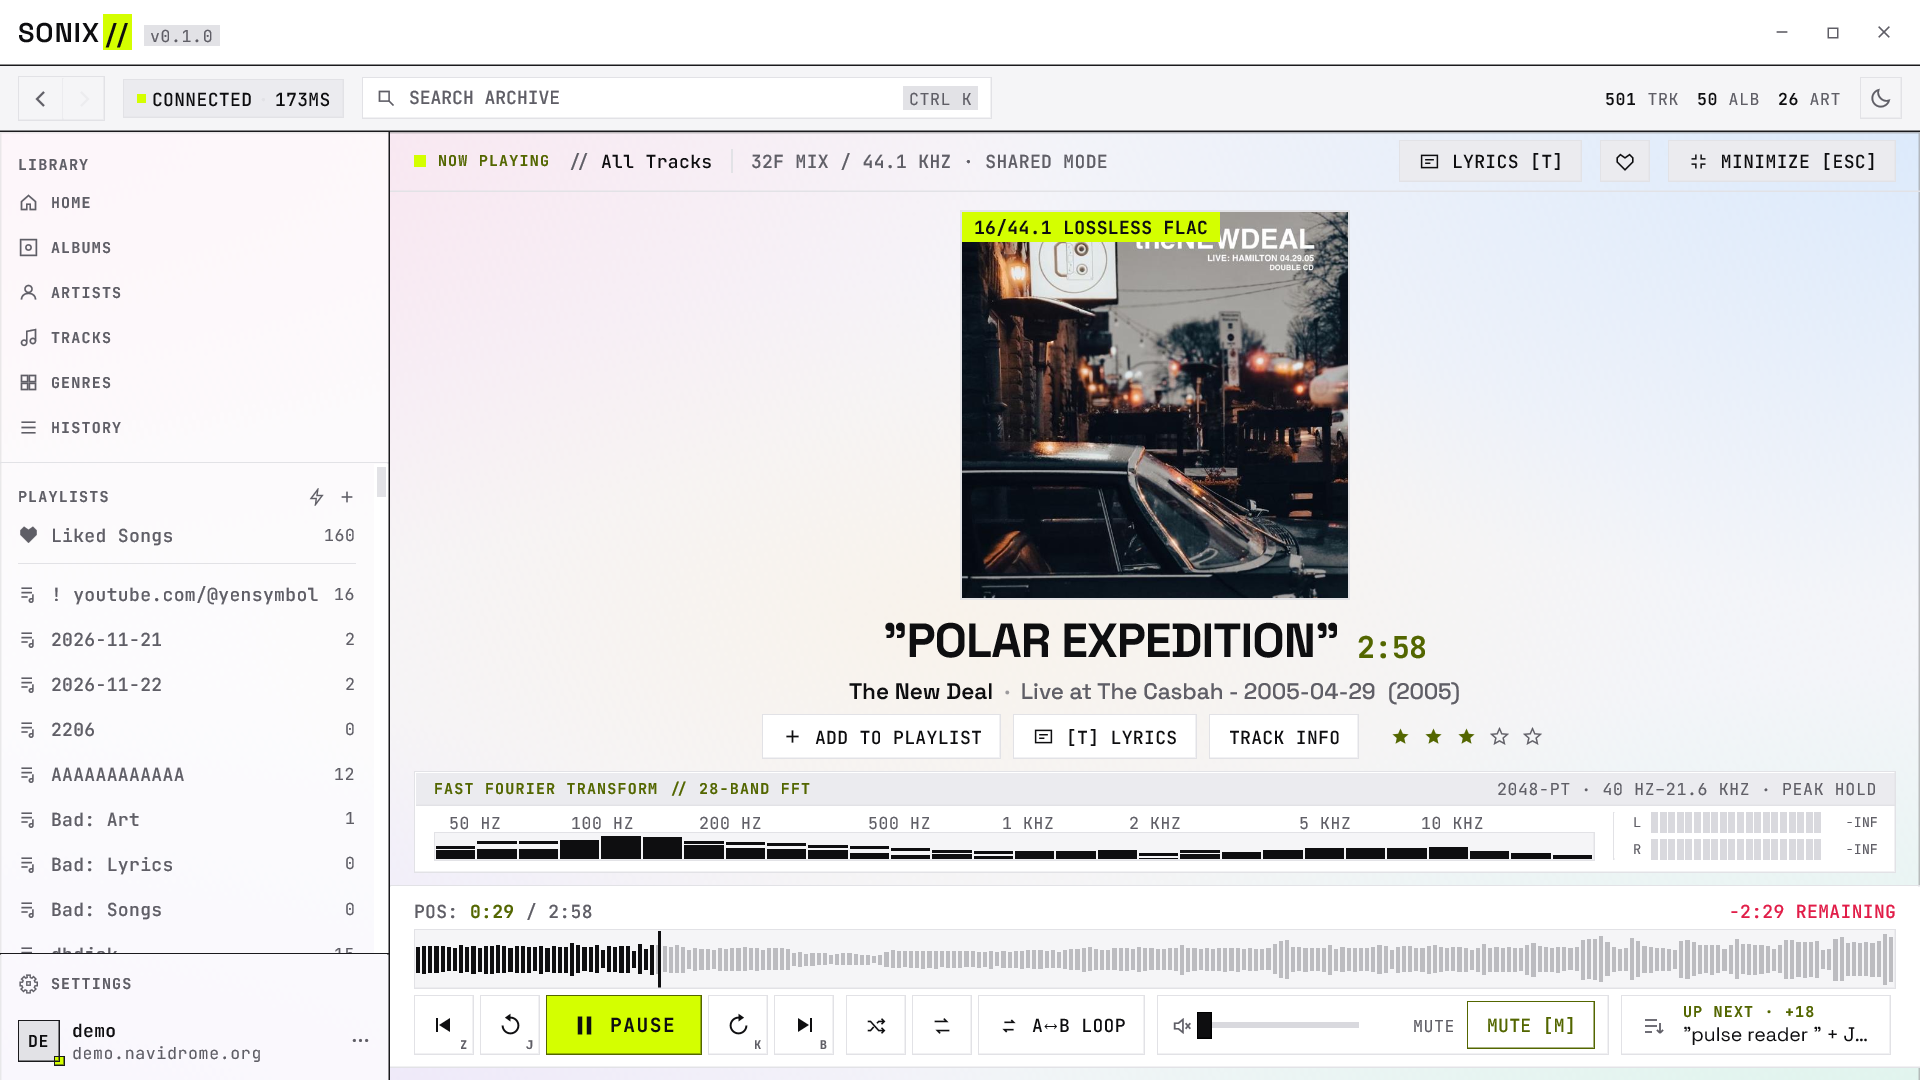 SONIX// v0.1.0
CONNECTED · 173MS
SEARCH ARCHIVE CTRL K
501 TRK 50 ALB 26 ART
LIBRARY
HOME
ALBUMS
ARTISTS
TRACKS
GENRES
HISTORY
PLAYLISTS
Liked Songs 160
! youtube.com/@yensymbol 16
2026-11-21 2
2026-11-22 2
2206 0
AAAAAAAAAAAA 12
Bad: Art 1
Bad: Lyrics 0
Bad: Songs 0
SETTINGS
DE
demo
demo.navidrome.org
NOW PLAYING // All Tracks 32F MIX / 44.1 KHZ · SHARED MODE
LYRICS [T]
MINIMIZE [ESC]
16/44.1 LOSSLESS FLAC
theNEWDEAL
LIVE: HAMILTON 04.29.05
DOUBLE CD
”POLAR EXPEDITION” 2:58
The New Deal · Live at The Casbah - 2005-04-29 (2005)
+ ADD TO PLAYLIST
[T] LYRICS
TRACK INFO
FAST FOURIER TRANSFORM // 28-BAND FFT
2048-PT · 40 HZ–21.6 KHZ · PEAK HOLD
50 HZ 100 HZ 200 HZ 500 HZ 1 KHZ 2 KHZ 5 KHZ 10 KHZ
L -INF
R -INF
POS: 0:29 / 2:58
-2:29 REMAINING
Z
J
PAUSE
K
B
A↔B LOOP
MUTE
MUTE [M]
UP NEXT · +18
”pulse reader ” + J…